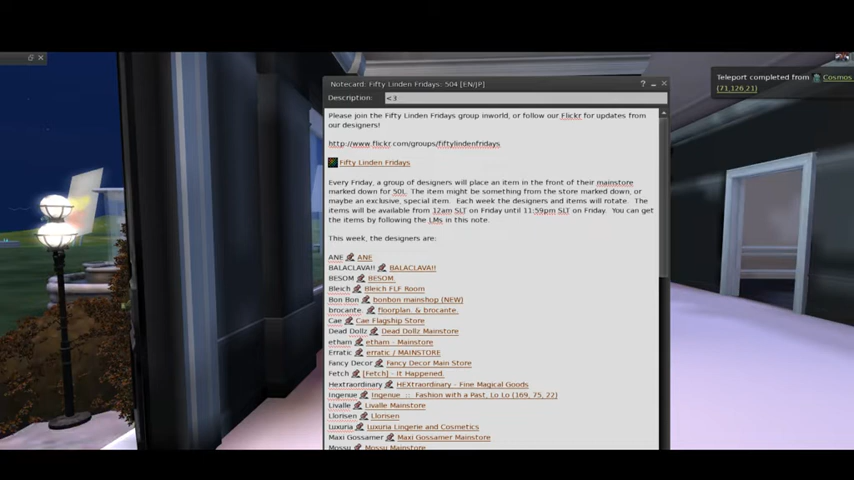 Notecard: Fifty Linden Fridays: 504 [EN/JP]
? _ ×
Teleport completed from Cosmos
(71,126,21)
Description: <3
Please join the Fifty Linden Fridays group inworld, or follow our Flickr for updates from
our designers!
http://www.flickr.com/groups/fiftylindenfridays
Fifty Linden Fridays
Every Friday, a group of designers will place an item in the front of their mainstore
marked down for 50L. The item might be something from the store marked down, or
maybe an exclusive, special item. Each week the designers and items will rotate. The
items will be available from 12am SLT on Friday until 11:59pm SLT on Friday. You can get
the items by following the LMs in this note.
This week, the designers are:
ANE ANE
BALACLAVA!! BALACLAVA!!
BESOM BESOM.
Bleich Bleich FLF Room
Bon Bon bonbon mainshop (NEW)
brocante. floorplan. & brocante.
Cae Cae Flagship Store
Dead Dollz Dead Dollz Mainstore
etham etham - Mainstore
Erratic erratic / MAINSTORE
Fancy Decor Fancy Decor Main Store
Fetch [Fetch] - It Happened.
Hextraordinary HEXtraordinary - Fine Magical Goods
Ingenue Ingenue :: Fashion with a Past, Lo Lo (169, 75, 22)
Livalle Livalle Mainstore
Llorisen Llorisen
Luxuria Luxuria Lingerie and Cosmetics
Maxi Gossamer Maxi Gossamer Mainstore
Mossu Mossu Mainstore